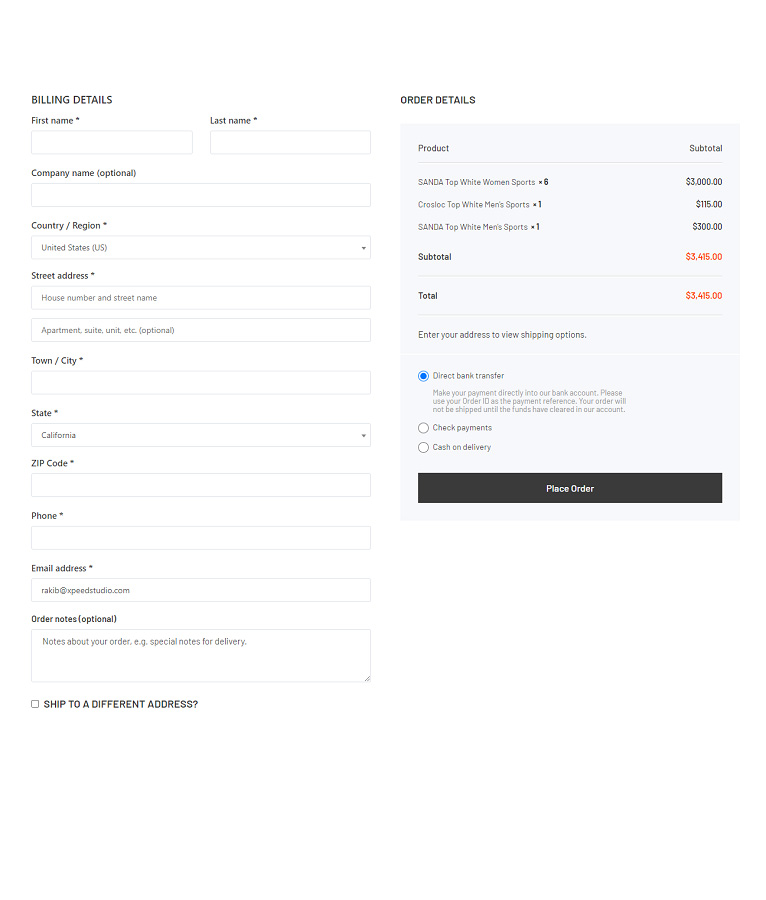 BILLING DETAILS
First name *
Last name *
Company name (optional)
Country / Region *
United States (US)
Street address *
House number and street name
Apartment, suite, unit, etc. (optional)
Town / City *
State *
California
ZIP Code *
Phone *
Email address *
rakib@xpeedstudio.com
Order notes (optional)
Notes about your order, e.g. special notes for delivery.
SHIP TO A DIFFERENT ADDRESS?
ORDER DETAILS
Product Subtotal
SANDA Top White Women Sports × 6 $3,000.00
Crosloc Top White Men's Sports × 1 $115.00
SANDA Top White Men's Sports × 1 $300.00
Subtotal $3,415.00
Total $3,415.00
Enter your address to view shipping options.
Direct bank transfer
Make your payment directly into our bank account. Please
use your Order ID as the payment reference. Your order will
not be shipped until the funds have cleared in our account.
Check payments
Cash on delivery
Place Order